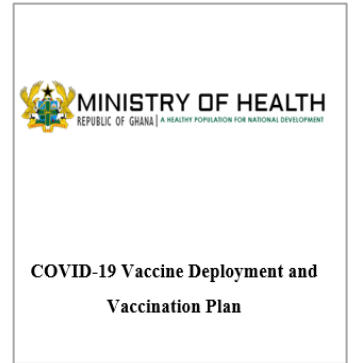 MINISTRY OF HEALTH
REPUBLIC OF GHANA | A HEALTHY POPULATION FOR NATIONAL DEVELOPMENT
COVID-19 Vaccine Deployment and
Vaccination Plan